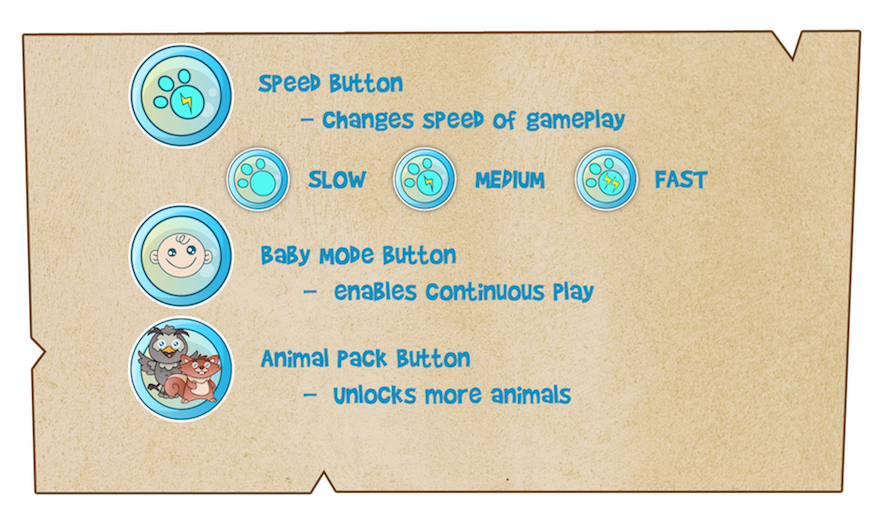 Speed Button
– Changes speed of gameplay
SLOW MEDIUM FAST
Baby Mode Button
– enables continuous play
Animal Pack Button
– unlocks more animals